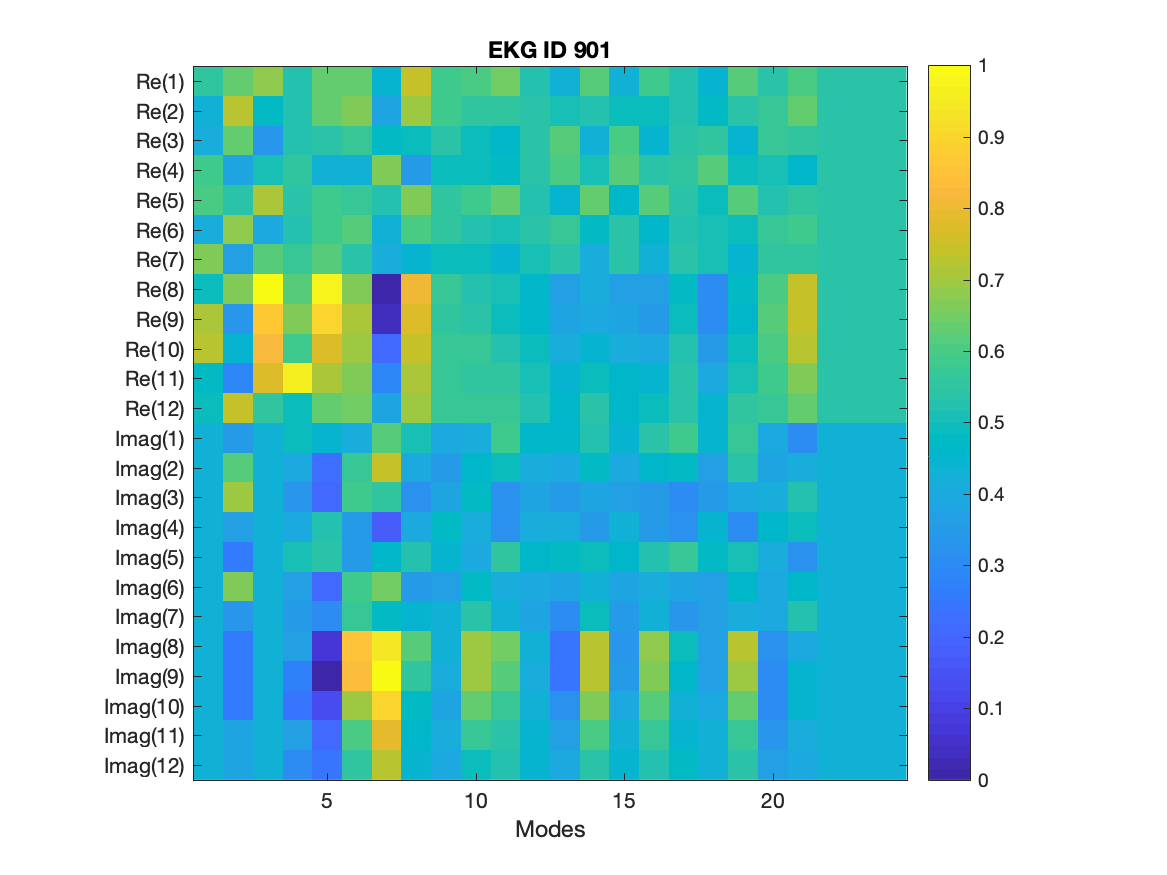 EKG ID 901
Re(1)
Re(2)
Re(3)
Re(4)
Re(5)
Re(6)
Re(7)
Re(8)
Re(9)
Re(10)
Re(11)
Re(12)
Imag(1)
Imag(2)
Imag(3)
Imag(4)
Imag(5)
Imag(6)
Imag(7)
Imag(8)
Imag(9)
Imag(10)
Imag(11)
Imag(12)
5 10 15 20
Modes
1
0.9
0.8
0.7
0.6
0.5
0.4
0.3
0.2
0.1
0